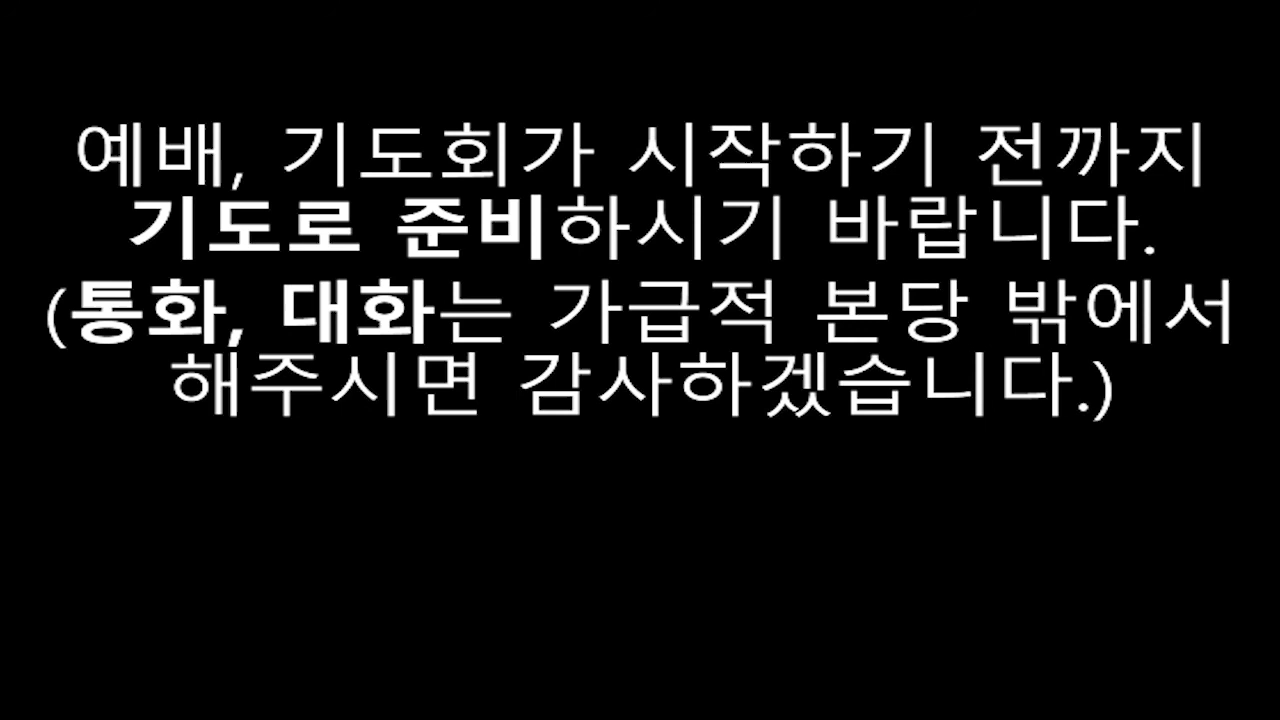 예배, 기도회가 시작하기 전까지
기도로 준비하시기 바랍니다.
(통화, 대화는 가급적 본당 밖에서
해주시면 감사하겠습니다.)